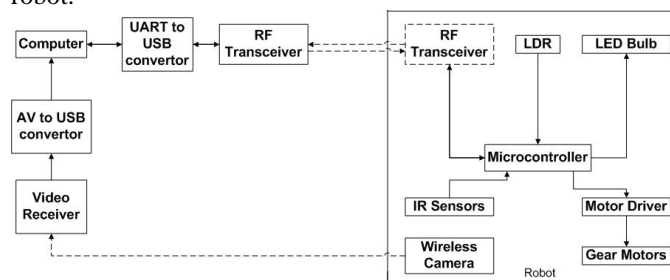 robot.
Computer
UART to
USB
convertor
RF
Transceiver
RF
Transceiver
LDR
LED Bulb
AV to USB
convertor
Microcontroller
Video
Receiver
IR Sensors
Motor Driver
Wireless
Camera
Gear Motors
Robot